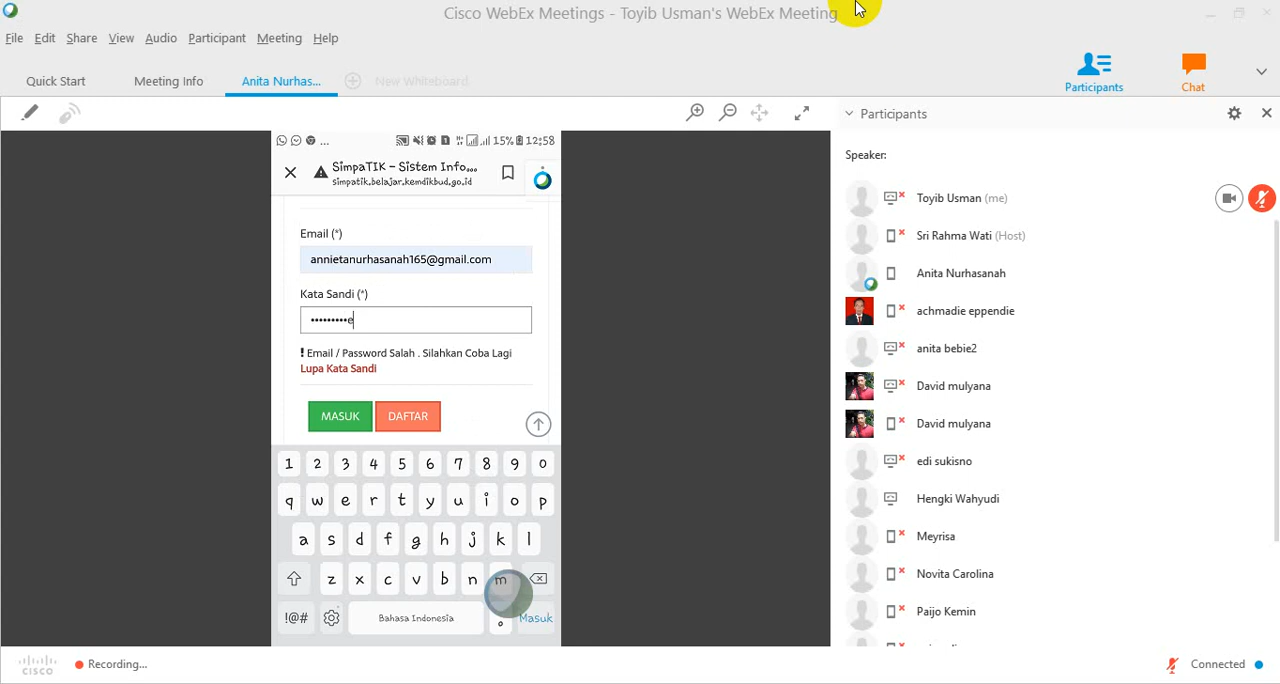 Cisco WebEx Meetings - Toyib Usman's WebEx Meeting
File Edit Share View Audio Participant Meeting Help
Quick Start Meeting Info Anita Nurhas... New Whiteboard
Participants Chat
Participants
Speaker:
Toyib Usman (me)
Sri Rahma Wati (Host)
Anita Nurhasanah
achmadie eppendie
anita bebie2
David mulyana
David mulyana
edi sukisno
Hengki Wahyudi
Meyrisa
Novita Carolina
Paijo Kemin
... 15% 12:58
SimpaTIK - Sistem Info...
simpatik.belajar.kemdikbud.go.id
Email (*)
annietanurhasanah165@gmail.com
Kata Sandi (*)
•••••••••e
! Email / Password Salah . Silahkan Coba Lagi
Lupa Kata Sandi
MASUK DAFTAR
1 2 3 4 5 6 7 8 9 0
q w e r t y u i o p
a s d f g h j k l
z x c v b n m
!@# Bahasa Indonesia . Masuk
cisco Recording... Connected